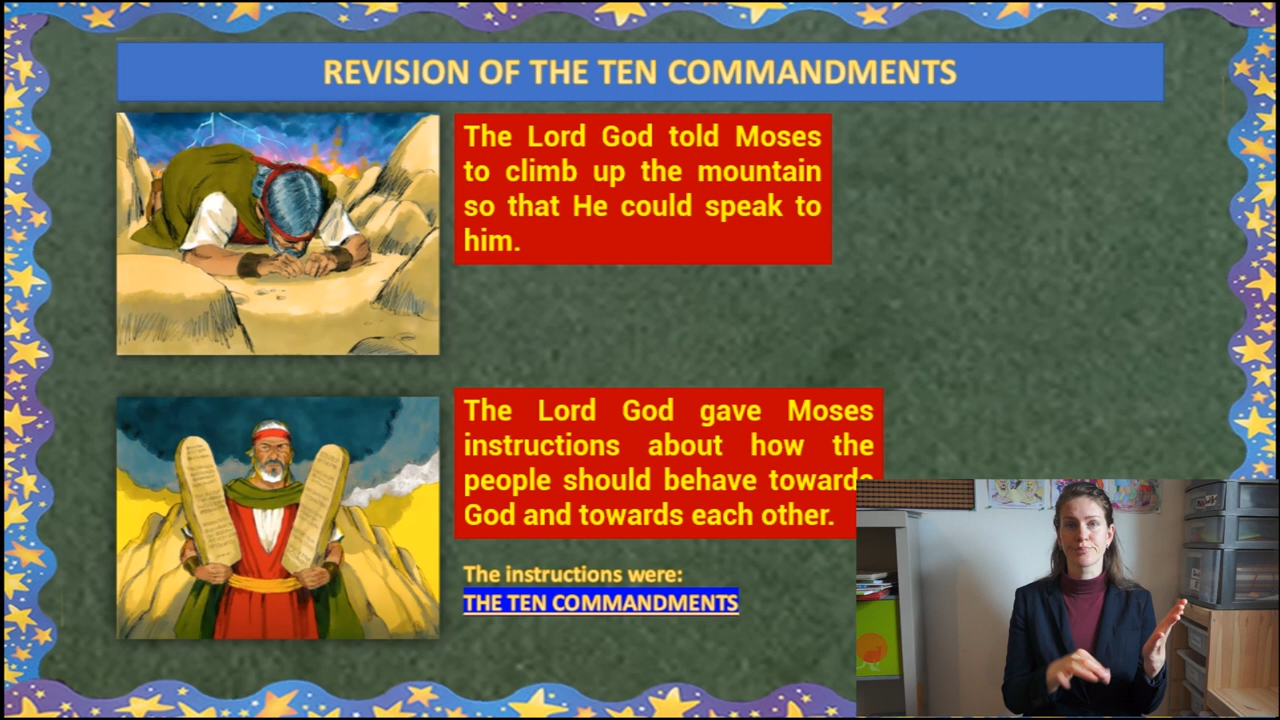 REVISION OF THE TEN COMMANDMENTS
The Lord God told Moses
to climb up the mountain
so that He could speak to
him.
The Lord God gave Moses
instructions about how the
people should behave towards
God and towards each other.
The instructions were:
THE TEN COMMANDMENTS